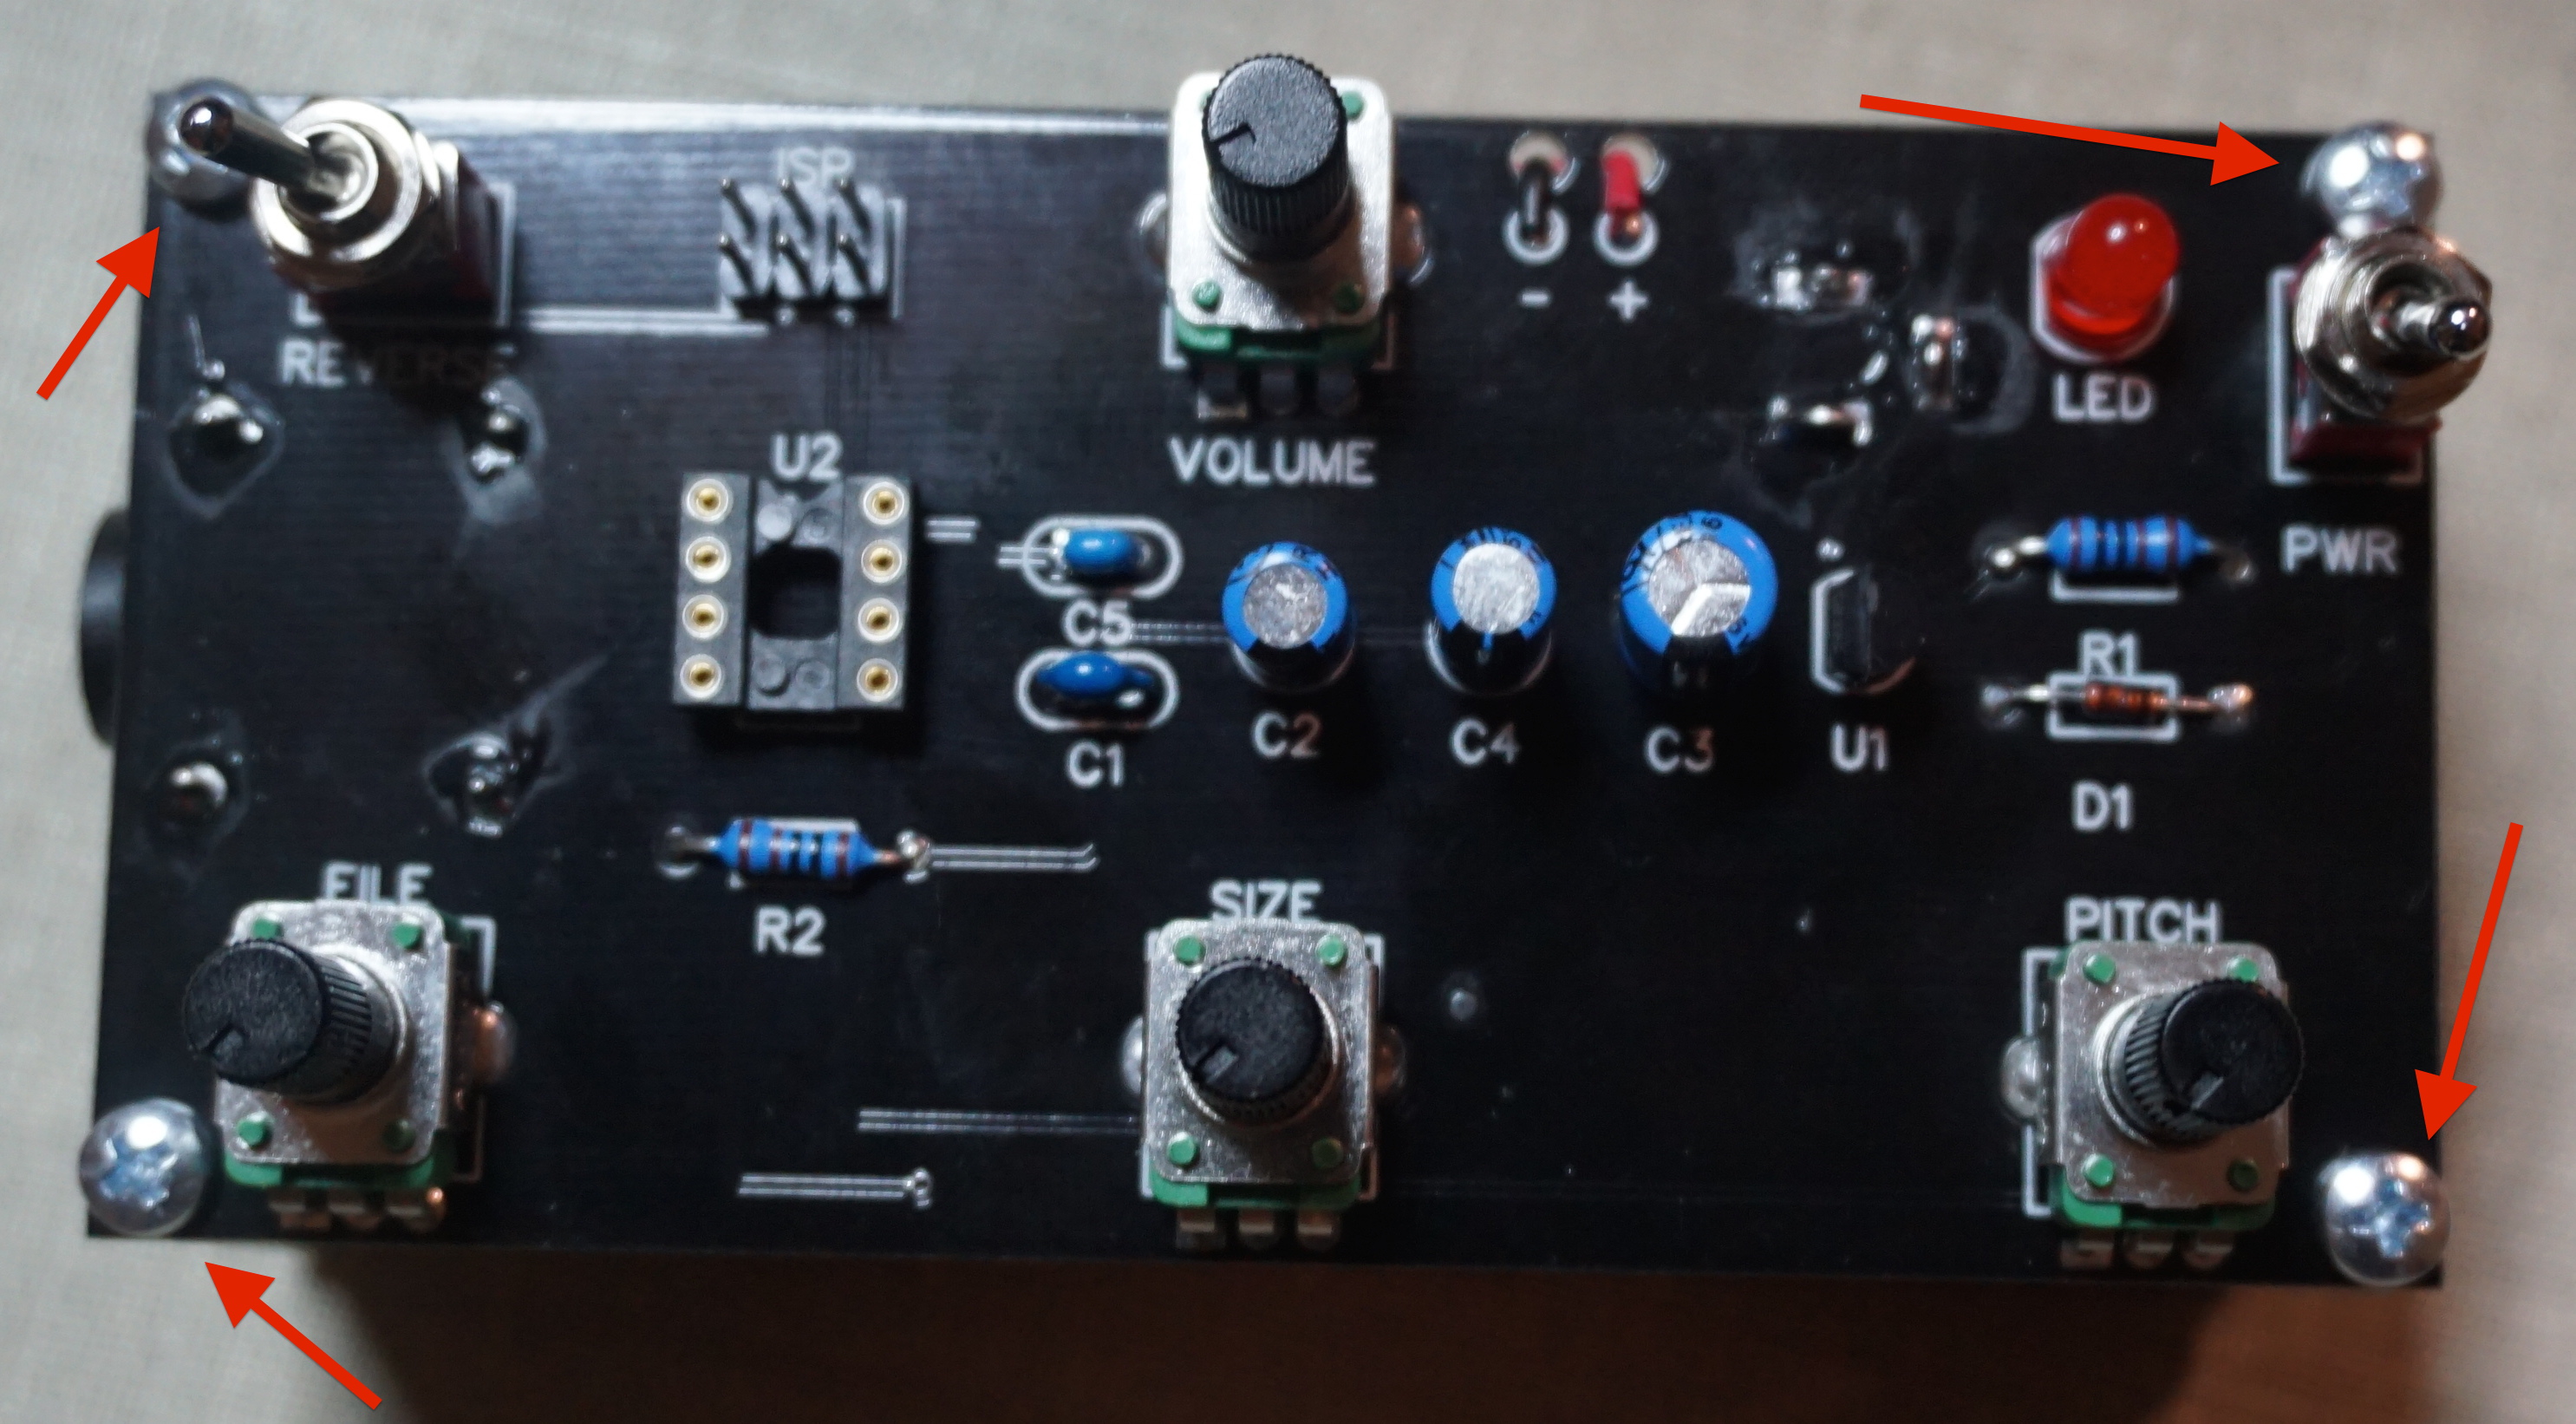 ISP
REVERSE
- +
LED
VOLUME
U2
PWR
C5
R1
C1
C2
C4
C3
U1
D1
FILE
R2
SIZE
PITCH